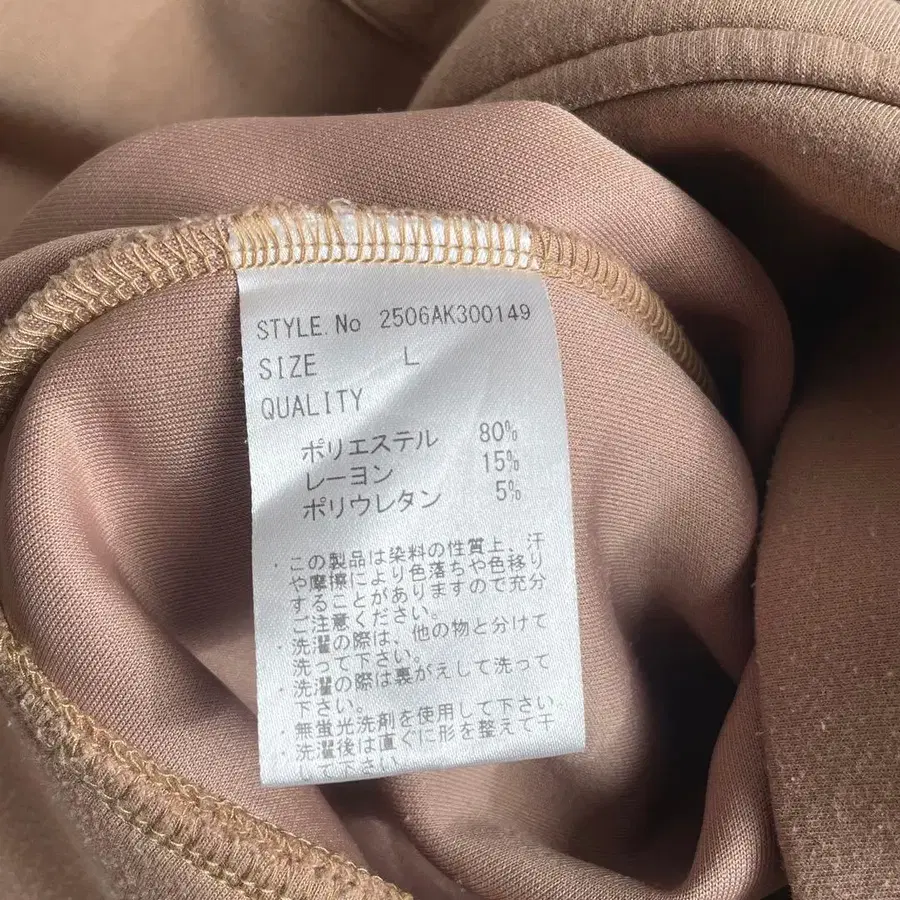 STYLE.No 2506AK300149
SIZE L
QUALITY
ポリエステル 80%
レーヨン 15%
ポリウレタン 5%
・この製品は染料の性質上、汗
や摩擦により色落ちや色移り
することがありますので充分
ご注意ください。
・洗濯の際は、他の物と分けて
洗って下さい。
・洗濯の際は裏がえして洗って
下さい。
・無蛍光洗剤を使用して下さい。
・洗濯後は直ぐに形を整えて干
して下さい。